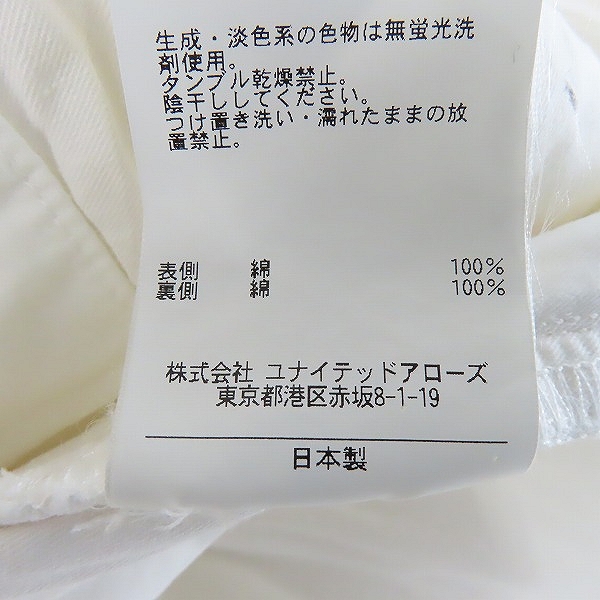 生成・淡色系の色物は無蛍光洗
剤使用。
タンブル乾燥禁止。
陰干ししてください。
つけ置き洗い・濡れたままの放
置禁止。
表側 綿 100%
裏側 綿 100%
株式会社 ユナイテッドアローズ
東京都港区赤坂8-1-19
日本製